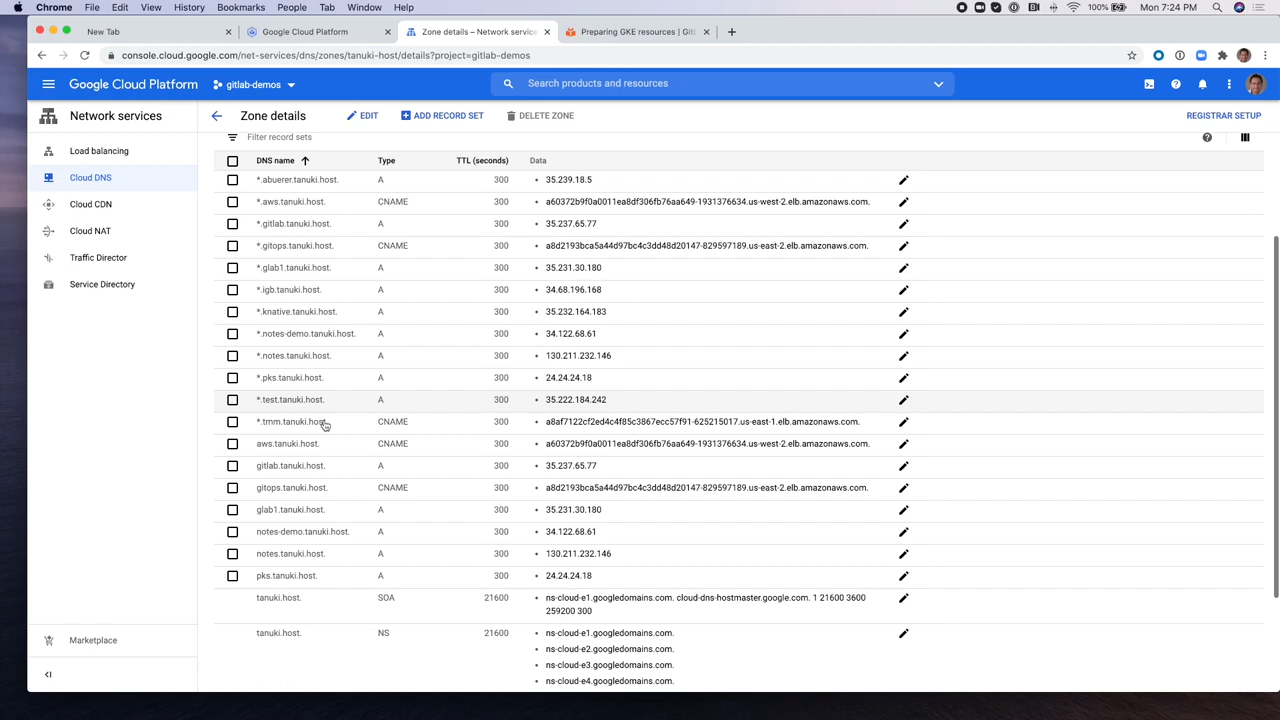 Chrome File Edit View History Bookmarks People Tab Window Help 100% Mon 7:24 PM
New Tab Google Cloud Platform Zone details – Network service Preparing GKE resources | GitL
console.cloud.google.com/net-services/dns/zones/tanuki-host/details?project=gitlab-demos
Google Cloud Platform gitlab-demos Search products and resources
Network services Zone details EDIT ADD RECORD SET DELETE ZONE REGISTRAR SETUP
Filter record sets
Load balancing
Cloud DNS
Cloud CDN
Cloud NAT
Traffic Director
Service Directory
Marketplace
DNS name Type TTL (seconds) Data
*.abuerer.tanuki.host. A 300 35.239.18.5
*.aws.tanuki.host. CNAME 300 a60372b9f0a0011ea8df306fb76aa649-1931376634.us-west-2.elb.amazonaws.com.
*.gitlab.tanuki.host. A 300 35.237.65.77
*.gitops.tanuki.host. CNAME 300 a8d2193bca5a44d97bc4c3dd48d20147-829597189.us-east-2.elb.amazonaws.com.
*.glab1.tanuki.host. A 300 35.231.30.180
*.igb.tanuki.host. A 300 34.68.196.168
*.knative.tanuki.host. A 300 35.232.164.183
*.notes-demo.tanuki.host. A 300 34.122.68.61
*.notes.tanuki.host. A 300 130.211.232.146
*.pks.tanuki.host. A 300 24.24.24.18
*.test.tanuki.host. A 300 35.222.184.242
*.tmm.tanuki.host. CNAME 300 a8af7122cf2ed4c4f85c3867ecc57f91-625215017.us-east-1.elb.amazonaws.com.
aws.tanuki.host. CNAME 300 a60372b9f0a0011ea8df306fb76aa649-1931376634.us-west-2.elb.amazonaws.com.
gitlab.tanuki.host. A 300 35.237.65.77
gitops.tanuki.host. CNAME 300 a8d2193bca5a44d97bc4c3dd48d20147-829597189.us-east-2.elb.amazonaws.com.
glab1.tanuki.host. A 300 35.231.30.180
notes-demo.tanuki.host. A 300 34.122.68.61
notes.tanuki.host. A 300 130.211.232.146
pks.tanuki.host. A 300 24.24.24.18
tanuki.host. SOA 21600 ns-cloud-e1.googledomains.com. cloud-dns-hostmaster.google.com. 1 21600 3600
259200 300
tanuki.host. NS 21600 ns-cloud-e1.googledomains.com.
ns-cloud-e2.googledomains.com.
ns-cloud-e3.googledomains.com.
ns-cloud-e4.googledomains.com.